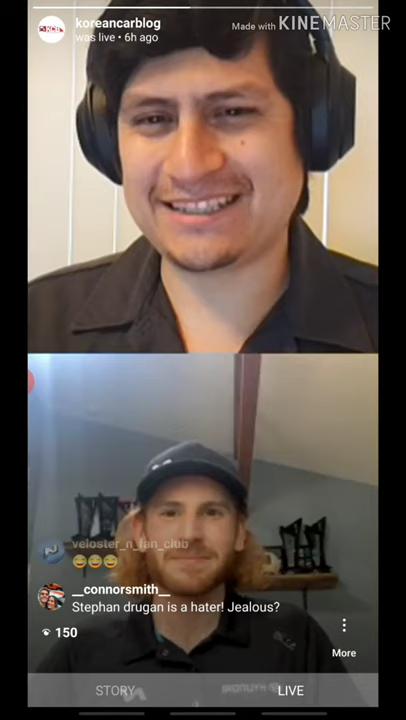 koreancarblog
was live • 6h ago
Made with KINEMASTER
KCB
veloster_n_fan_club
😂😂😂
__connorsmith__
Stephan drugan is a hater! Jealous?
150
More
STORY
LIVE